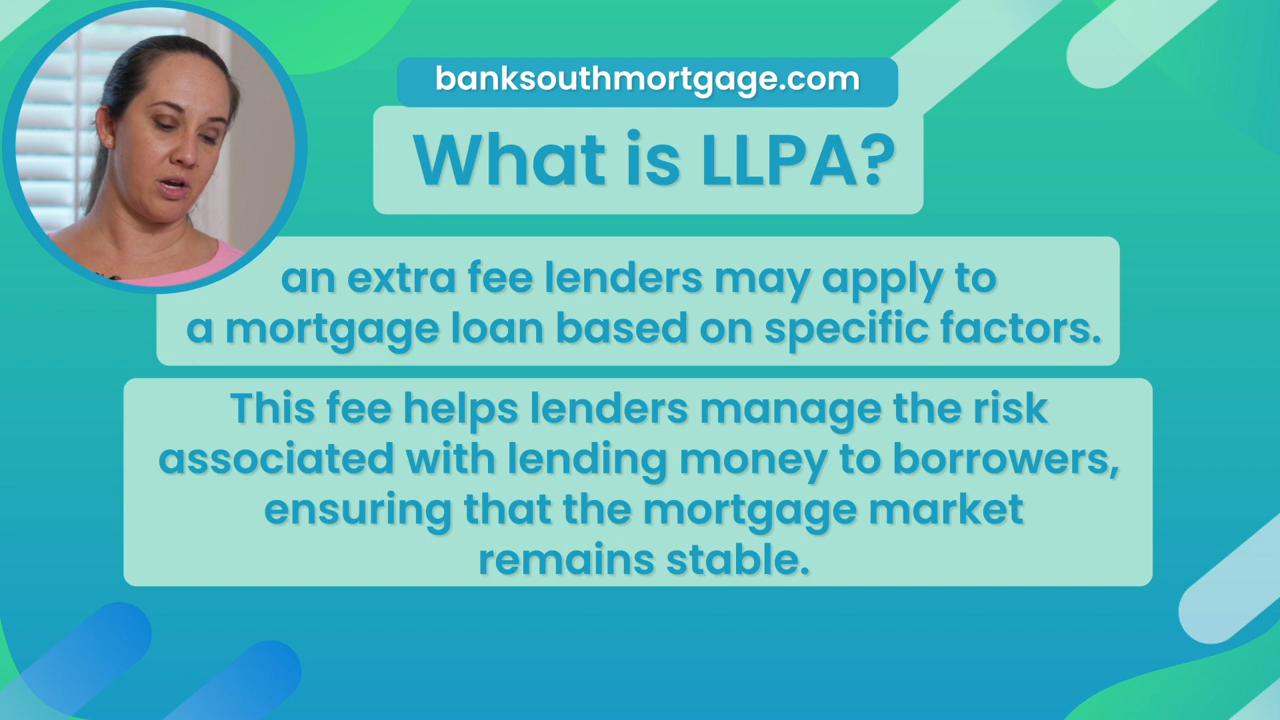 banksouthmortgage.com
What is LLPA?
an extra fee lenders may apply to
a mortgage loan based on specific factors.
This fee helps lenders manage the risk
associated with lending money to borrowers,
ensuring that the mortgage market
remains stable.